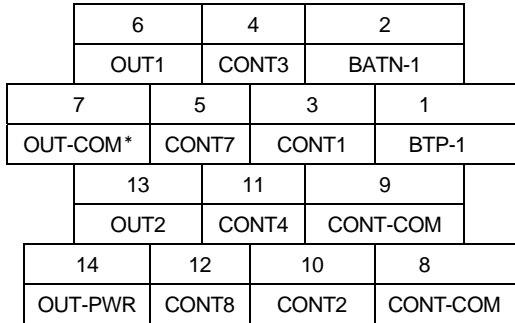 6 4 2
OUT1 CONT3 BATN-1
7 5 3 1
OUT-COM* CONT7 CONT1 BTP-1
13 11 9
OUT2 CONT4 CONT-COM
14 12 10 8
OUT-PWR CONT8 CONT2 CONT-COM